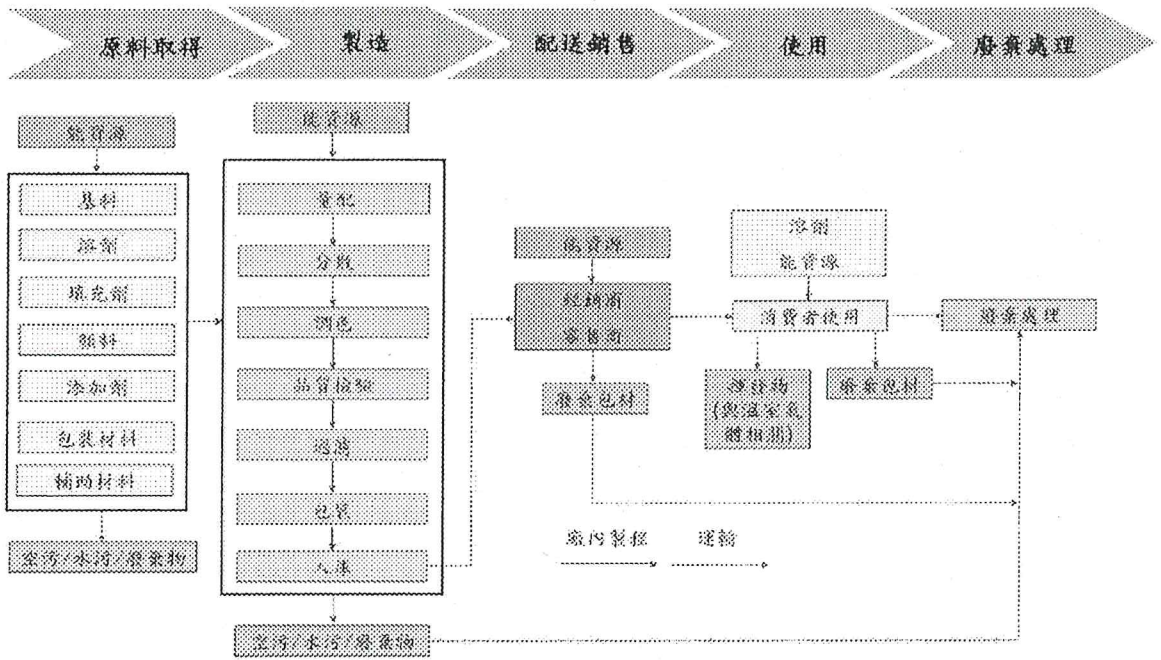 原料取得
製造
配送銷售
使用
廢棄處理
能資源
基料
溶劑
填充劑
顏料
添加劑
包裝材料
輔助材料
空污/水污/廢棄物
能資源
量配
分散
調色
品質檢驗
過濾
包裝
入庫
空污/水污/廢棄物
能資源
經銷商
零售商
廢棄包材
溶劑
能資源
消費者使用
逸散物
(與溫室氣
體相關)
廢棄包材
廢棄處理
廠內製程
運輸